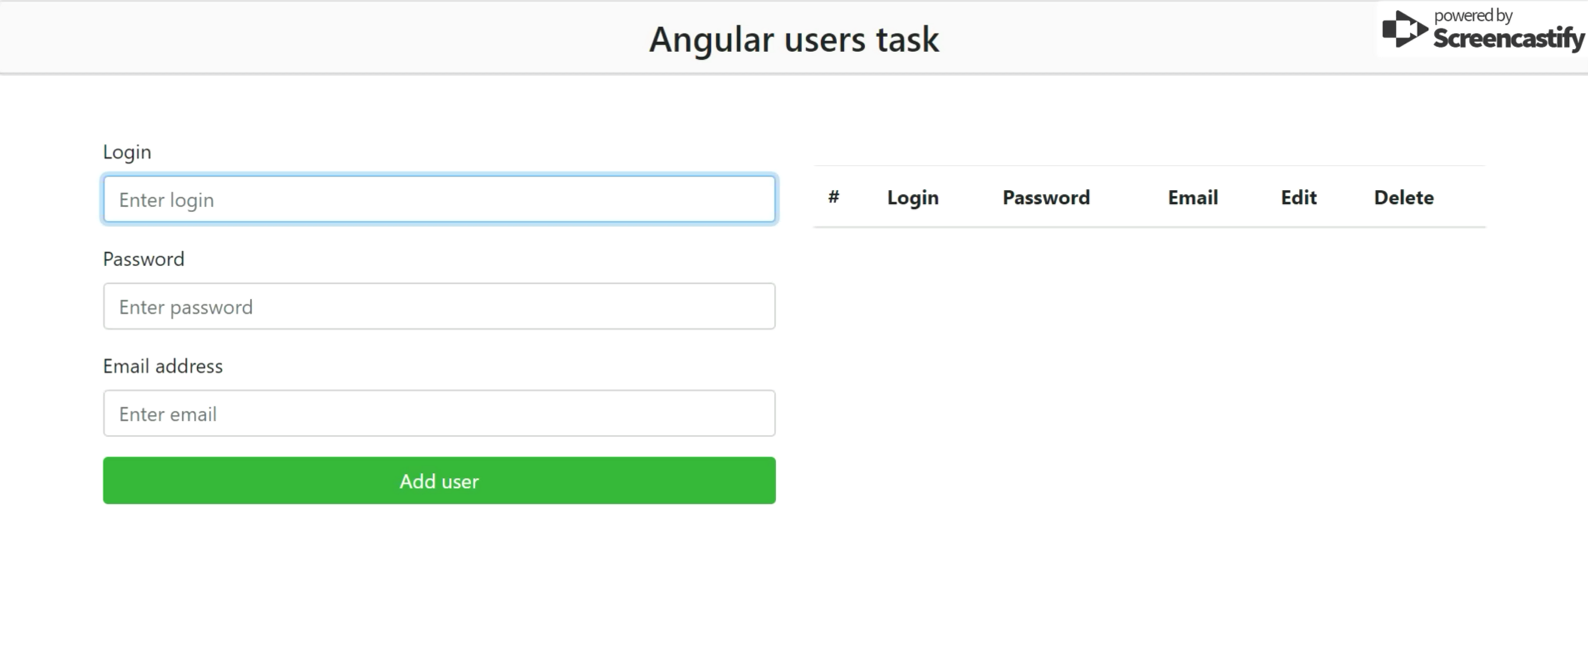 Angular users task
powered by
Screencastify
Login
Enter login
Password
Enter password
Email address
Enter email
Add user
# Login Password Email Edit Delete